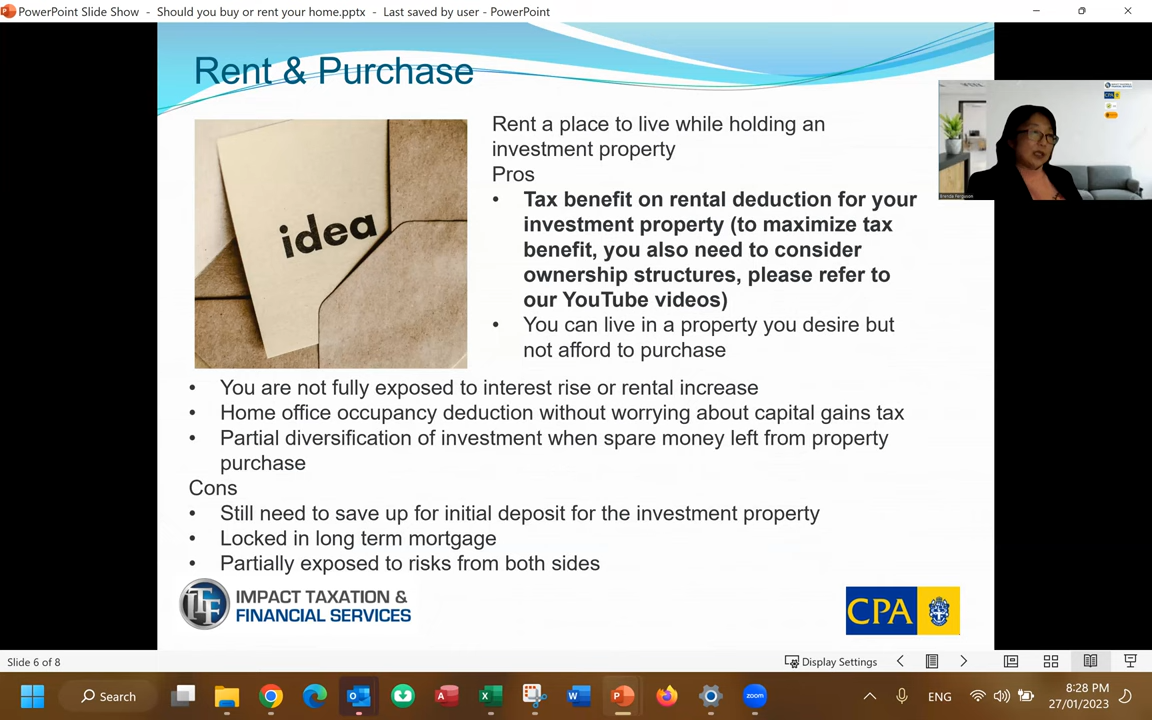 PowerPoint Slide Show - Should you buy or rent your home.pptx - Last saved by user - PowerPoint
Rent & Purchase
idea
Rent a place to live while holding an
investment property
Pros
• Tax benefit on rental deduction for your
investment property (to maximize tax
benefit, you also need to consider
ownership structures, please refer to
our YouTube videos)
• You can live in a property you desire but
not afford to purchase
• You are not fully exposed to interest rise or rental increase
• Home office occupancy deduction without worrying about capital gains tax
• Partial diversification of investment when spare money left from property
purchase
Cons
• Still need to save up for initial deposit for the investment property
• Locked in long term mortgage
• Partially exposed to risks from both sides
ITF
IMPACT TAXATION &
FINANCIAL SERVICES
CPA
CPA
Slide 6 of 8
Display Settings
Search
zoom
ENG
8:28 PM
27/01/2023